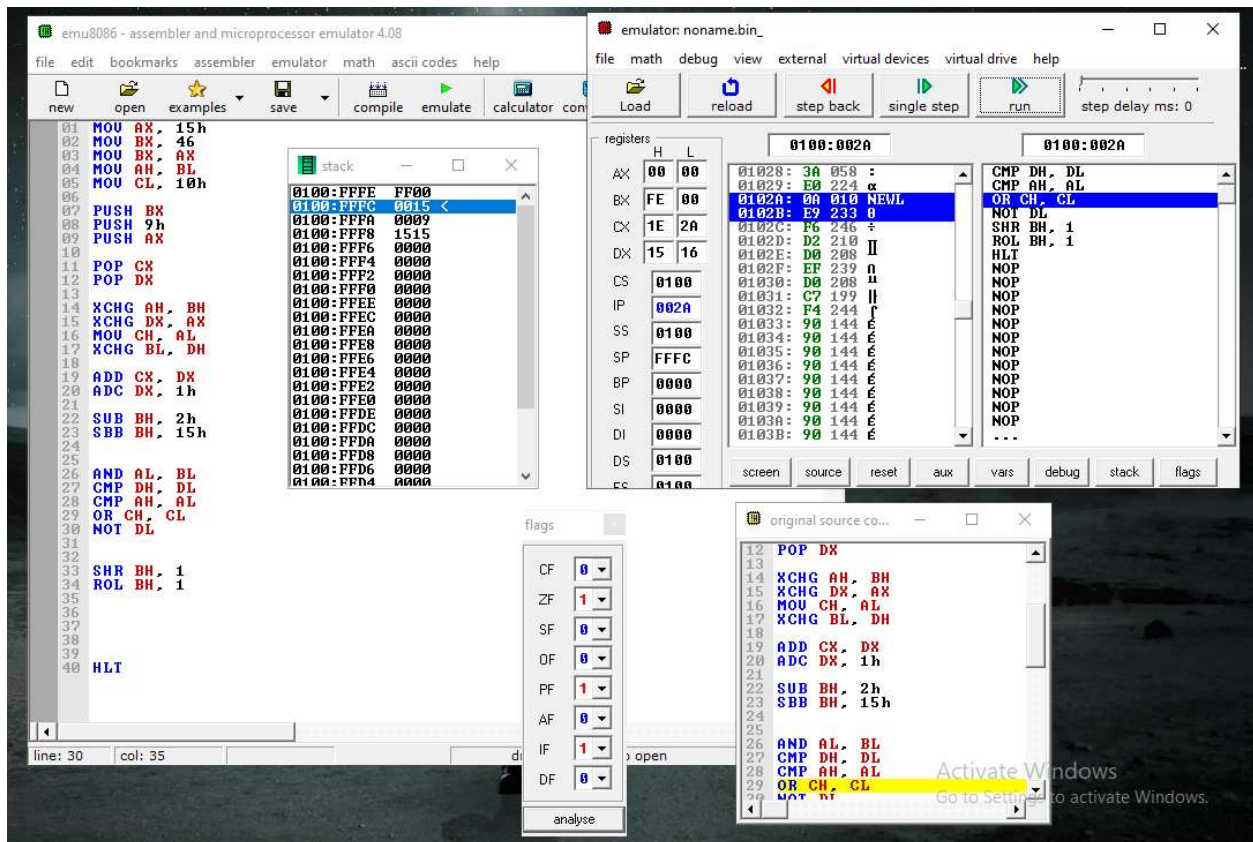 emu8086 - assembler and microprocessor emulator 4.08
file edit bookmarks assembler emulator math ascii codes help
new open examples save compile emulate calculator
01 MOV AX, 15h
02 MOV BX, 46
03 MOV BX, AX
04 MOV AH, BL
05 MOV CL, 10h
06
07 PUSH BX
08 PUSH 9h
09 PUSH AX
10
11 POP CX
12 POP DX
13
14 XCHG AH, BH
15 XCHG DX, AX
16 MOV CH, AL
17 XCHG BL, DH
18
19 ADD CX, DX
20 ADC DX, 1h
21
22 SUB BH, 2h
23 SBB BH, 15h
24
25
26 AND AL, BL
27 CMP DH, DL
28 CMP AH, AL
29 OR CH, CL
30 NOT DL
31
32
33 SHR BH, 1
34 ROL BH, 1
35
36
37
38
39
40 HLT
line: 30 col: 35
open
stack
0100:FFFE FF00
0100:FFFC 0015 <
0100:FFFA 0009
0100:FFF8 1515
0100:FFF6 0000
0100:FFF4 0000
0100:FFF2 0000
0100:FFF0 0000
0100:FFEE 0000
0100:FFEC 0000
0100:FFEA 0000
0100:FFE8 0000
0100:FFE6 0000
0100:FFE4 0000
0100:FFE2 0000
0100:FFE0 0000
0100:FFDE 0000
0100:FFDC 0000
0100:FFDA 0000
0100:FFD8 0000
0100:FFD6 0000
0100:FFD4 0000
emulator: noname.bin_
file math debug view external virtual devices virtual drive help
Load reload step back single step run step delay ms: 0
registers
H L
AX 00 00
BX FE 00
CX 1E 2A
DX 15 16
CS 0100
IP 002A
SS 0100
SP FFFC
BP 0000
SI 0000
DI 0000
DS 0100
ES 0100
0100:002A
01028: 3A 058 :
01029: E0 224 α
0102A: 0A 010 NEWL
0102B: E9 233 θ
0102C: F6 246 ÷
0102D: D2 210 ╥
0102E: D0 208 ╨
0102F: EF 239 ∩
01030: D0 208 ╨
01031: C7 199 ╟
01032: F4 244 ⌠
01033: 90 144 É
01034: 90 144 É
01035: 90 144 É
01036: 90 144 É
01037: 90 144 É
01038: 90 144 É
01039: 90 144 É
0103A: 90 144 É
0103B: 90 144 É
0100:002A
CMP DH, DL
CMP AH, AL
OR CH, CL
NOT DL
SHR BH, 1
ROL BH, 1
HLT
NOP
NOP
NOP
NOP
NOP
NOP
NOP
NOP
NOP
NOP
NOP
NOP
...
screen source reset aux vars debug stack flags
flags
CF 0
ZF 1
SF 0
OF 0
PF 1
AF 0
IF 1
DF 0
analyse
original source co...
12 POP DX
13
14 XCHG AH, BH
15 XCHG DX, AX
16 MOV CH, AL
17 XCHG BL, DH
18
19 ADD CX, DX
20 ADC DX, 1h
21
22 SUB BH, 2h
23 SBB BH, 15h
24
25
26 AND AL, BL
27 CMP DH, DL
28 CMP AH, AL
29 OR CH, CL
30 NOT DL
Activate Windows
Go to Settings to activate Windows.